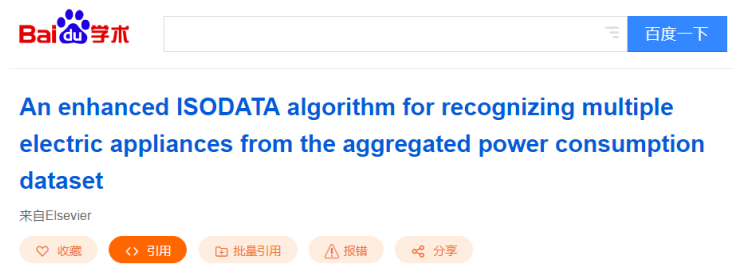 Bai du 学术
百度一下
An enhanced ISODATA algorithm for recognizing multiple
electric appliances from the aggregated power consumption
dataset
来自Elsevier
收藏 引用 批量引用 报错 分享